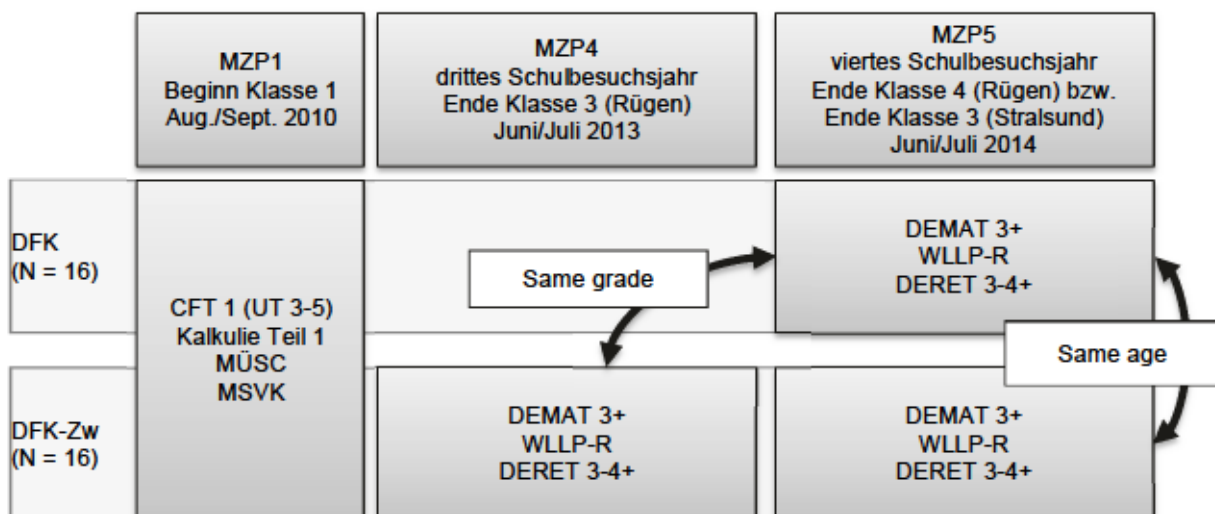 MZP1
Beginn Klasse 1
Aug./Sept. 2010
MZP4
drittes Schulbesuchsjahr
Ende Klasse 3 (Rügen)
Juni/Juli 2013
MZP5
viertes Schulbesuchsjahr
Ende Klasse 4 (Rügen) bzw.
Ende Klasse 3 (Stralsund)
Juni/Juli 2014
DFK
(N = 16)
CFT 1 (UT 3-5)
Kalkulie Teil 1
MÜSC
MSVK
Same grade
DEMAT 3+
WLLP-R
DERET 3-4+
Same age
DFK-Zw
(N = 16)
DEMAT 3+
WLLP-R
DERET 3-4+
DEMAT 3+
WLLP-R
DERET 3-4+